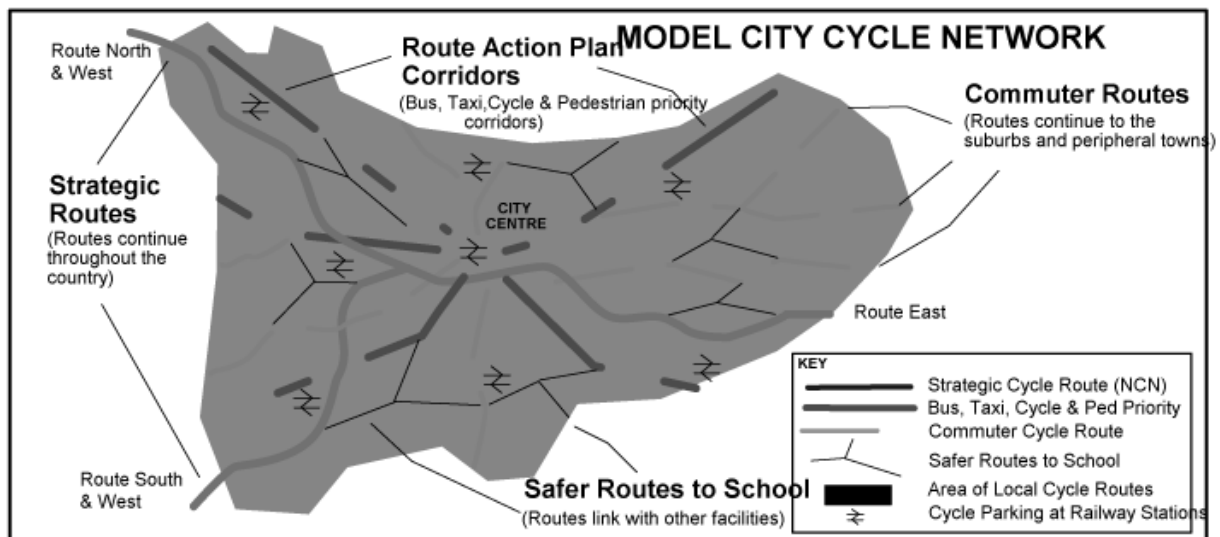 MODEL CITY CYCLE NETWORK
Route North
& West
Route Action Plan
Corridors
(Bus, Taxi,Cycle & Pedestrian priority
corridors)
Commuter Routes
(Routes continue to the
suburbs and peripheral towns)
Strategic
Routes
(Routes continue
throughout the
country)
CITY
CENTRE
Route East
Route South
& West
Safer Routes to School
(Routes link with other facilities)
KEY
Strategic Cycle Route (NCN)
Bus, Taxi, Cycle & Ped Priority
Commuter Cycle Route
Safer Routes to School
Area of Local Cycle Routes
Cycle Parking at Railway Stations